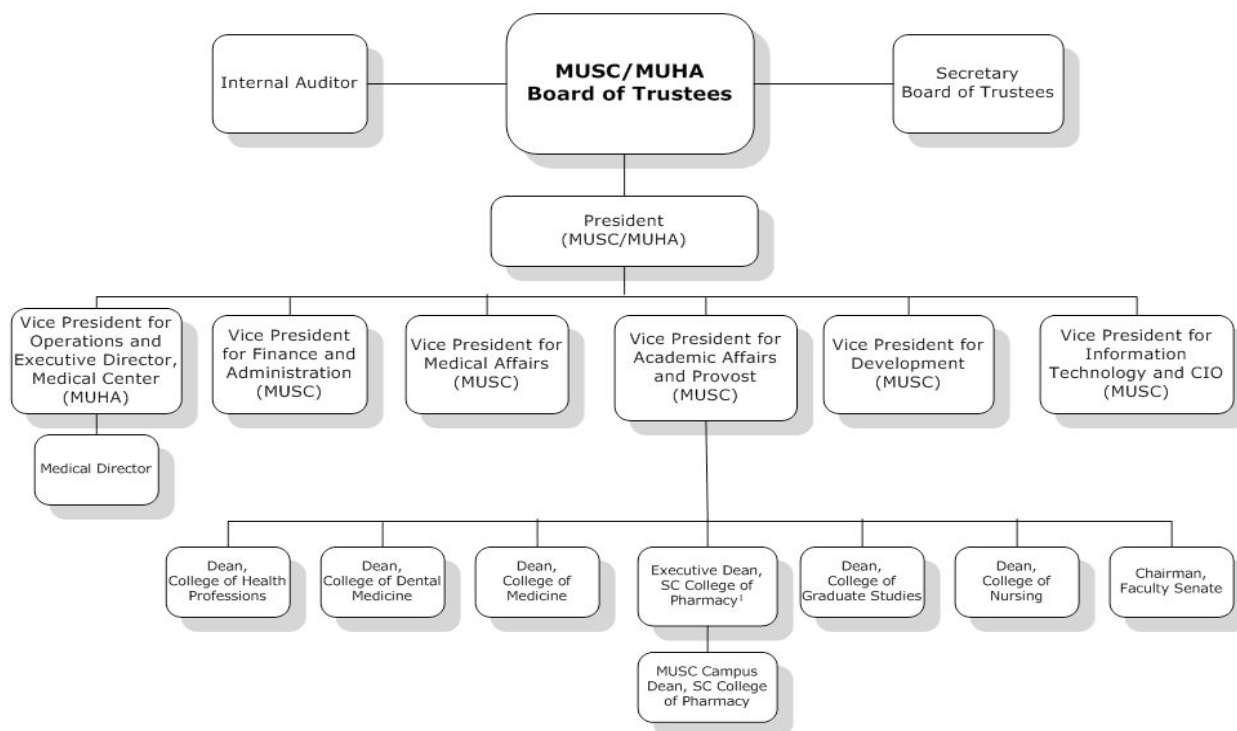 Internal Auditor
MUSC/MUHA
Board of Trustees
Secretary
Board of Trustees
President
(MUSC/MUHA)
Vice President for
Operations and
Executive Director,
Medical Center
(MUHA)
Vice President
for Finance and
Administration
(MUSC)
Vice President for
Medical Affairs
(MUSC)
Vice President for
Academic Affairs
and Provost
(MUSC)
Vice President for
Development
(MUSC)
Vice President for
Information
Technology and CIO
(MUSC)
Medical Director
Dean,
College of Health
Professions
Dean,
College of Dental
Medicine
Dean,
College of
Medicine
Executive Dean,
SC College of
Pharmacy¹
Dean,
College of
Graduate Studies
Dean,
College of
Nursing
Chairman,
Faculty Senate
MUSC Campus
Dean, SC College
of Pharmacy